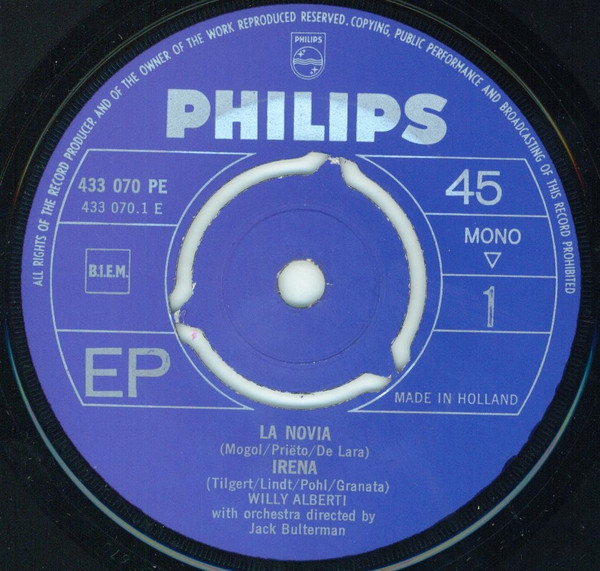 ALL RIGHTS OF THE RECORD PRODUCER AND OF THE OWNER OF THE WORK REPRODUCED RESERVED. COPYING, PUBLIC PERFORMANCE AND BROADCASTING OF THIS RECORD PROHIBITED
PHILIPS
PHILIPS
433 070 PE
433 070.1 E
45
MONO
B.I.E.M.
1
EP
MADE IN HOLLAND
LA NOVIA
(Mogol/Priëto/De Lara)
IRENA
(Tilgert/Lindt/Pohl/Granata)
WILLY ALBERTI
with orchestra directed by
Jack Bulterman